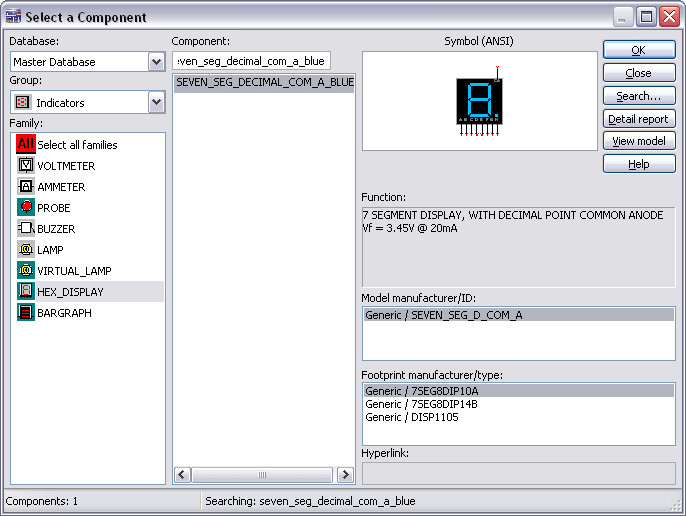 Select a Component
Database:
Master Database
Group:
Indicators
Family:
All Select all families
V VOLTMETER
A AMMETER
PROBE
BUZZER
LAMP
VIRTUAL_LAMP
HEX_DISPLAY
BARGRAPH
Component:
ven_seg_decimal_com_a_blue
SEVEN_SEG_DECIMAL_COM_A_BLUE
Symbol (ANSI)
8.
A B C D E F G H
OK
Close
Search...
Detail report
View model
Help
Function:
7 SEGMENT DISPLAY, WITH DECIMAL POINT COMMON ANODE
Vf = 3.45V @ 20mA
Model manufacturer/ID:
Generic / SEVEN_SEG_D_COM_A
Footprint manufacturer/type:
Generic / 7SEG8DIP10A
Generic / 7SEG8DIP14B
Generic / DISP1105
Hyperlink:
Components: 1
Searching: seven_seg_decimal_com_a_blue